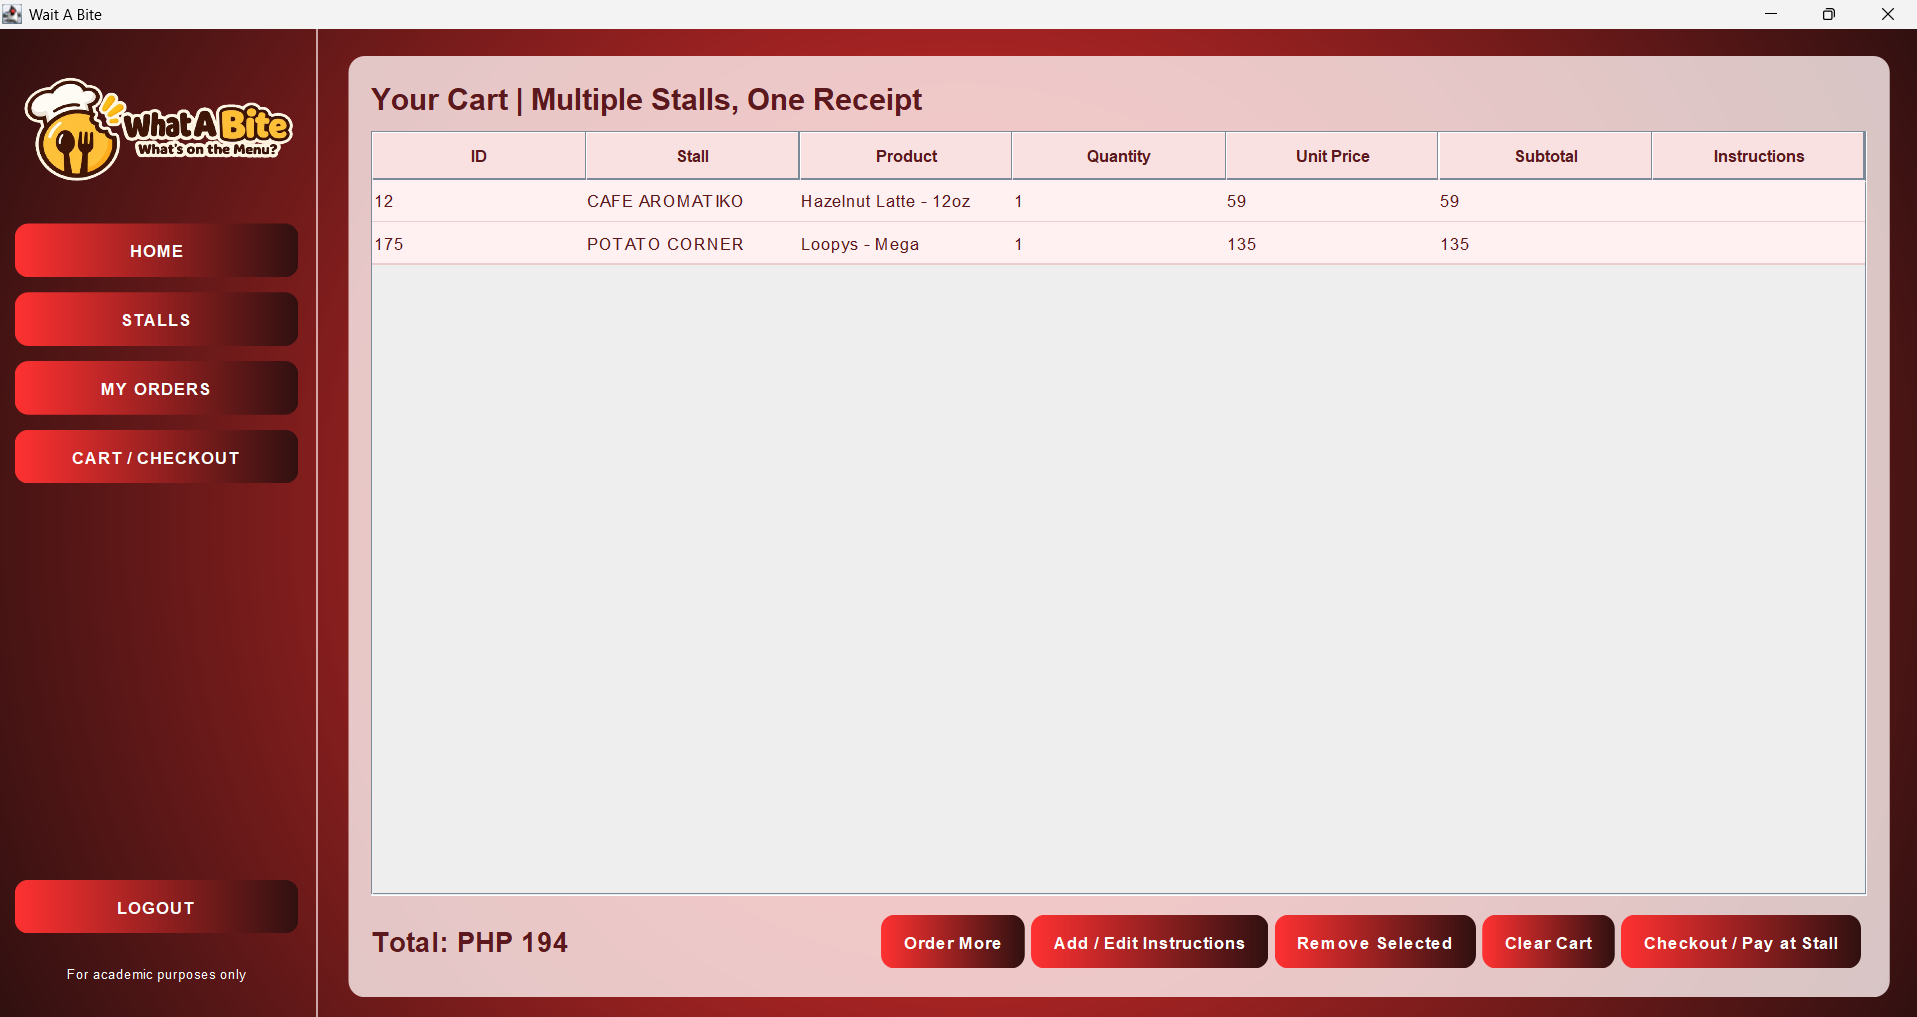 Wait A Bite
What A Bite
What's on the Menu?
HOME
STALLS
MY ORDERS
CART / CHECKOUT
LOGOUT
For academic purposes only
Your Cart | Multiple Stalls, One Receipt
ID Stall Product Quantity Unit Price Subtotal Instructions
12 CAFE AROMATIKO Hazelnut Latte - 12oz 1 59 59
175 POTATO CORNER Loopys - Mega 1 135 135
Total: PHP 194
Order More Add / Edit Instructions Remove Selected Clear Cart Checkout / Pay at Stall